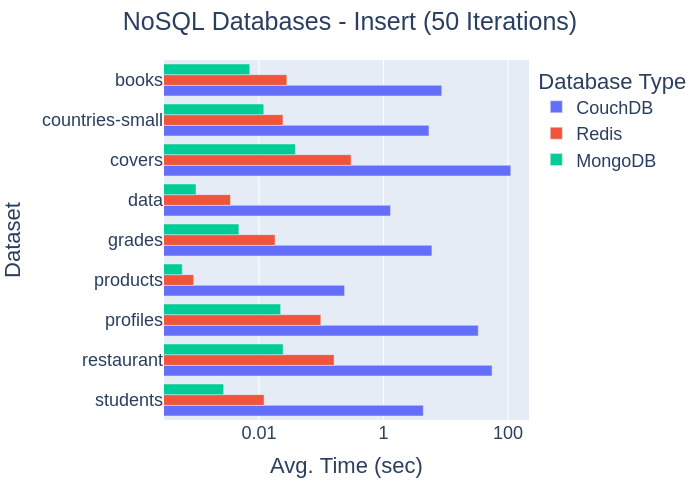 NoSQL Databases - Insert (50 Iterations)
Database Type
CouchDB
Redis
MongoDB
Dataset
books
countries-small
covers
data
grades
products
profiles
restaurant
students
0.01 1 100
Avg. Time (sec)